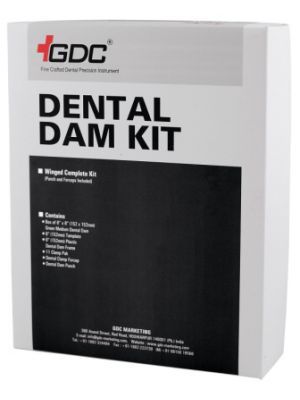 GDC®
Fine Crafted Dental Precision Instrument
DENTAL
DAM KIT
Winged Complete Kit
(Punch and Forceps Included)
Contains
Box of 6" x 6" (152 x 152mm)
Green Medium Dental Dam
6" (152mm) Template
6" (152mm) Plastic
Dental Dam Frame
11 Clamp Pak
Dental Clamp Forcep
Dental Dam Punch
GDC MARKETING